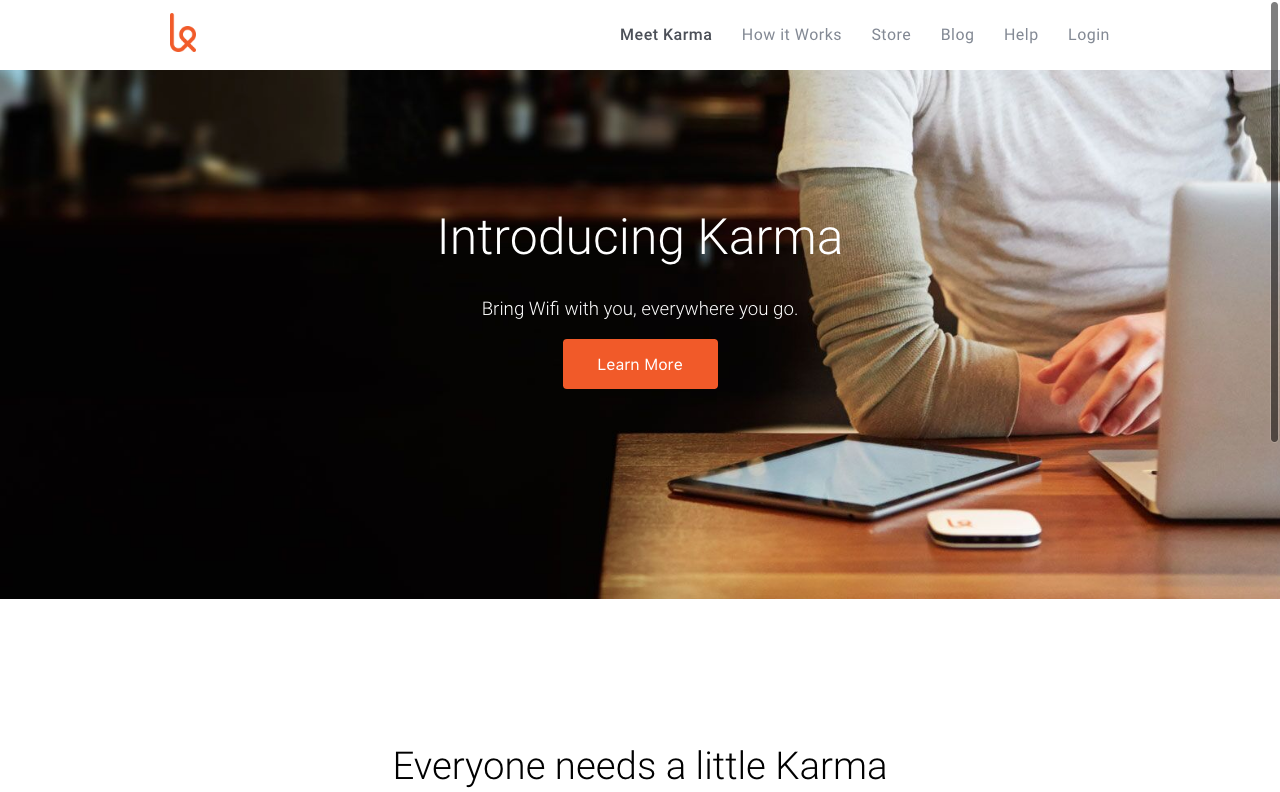 Meet Karma How it Works Store Blog Help Login
Introducing Karma
Bring Wifi with you, everywhere you go.
Learn More
Everyone needs a little Karma